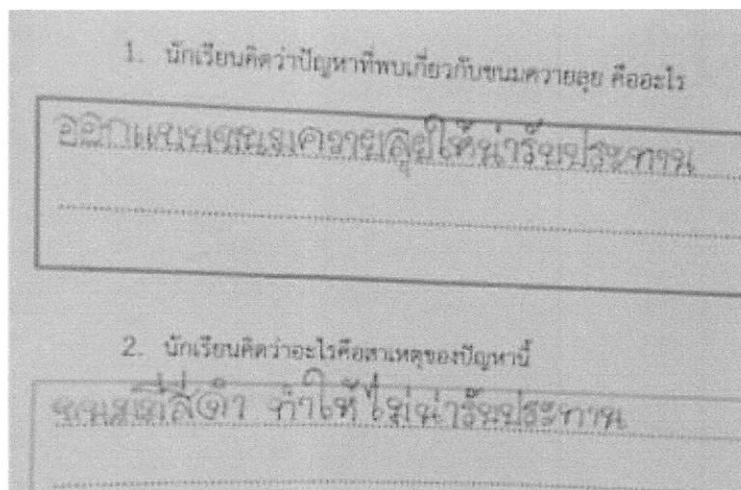 1. นักเรียนคิดว่าปัญหาที่พบเกี่ยวกับขนมควายลุย คืออะไร
ออกแบบขนมควายลุยให้น่ารับประทาน
2. นักเรียนคิดว่าอะไรคือสาเหตุของปัญหานี้
ขนมมีสีดำ ทำให้ไม่น่ารับประทาน